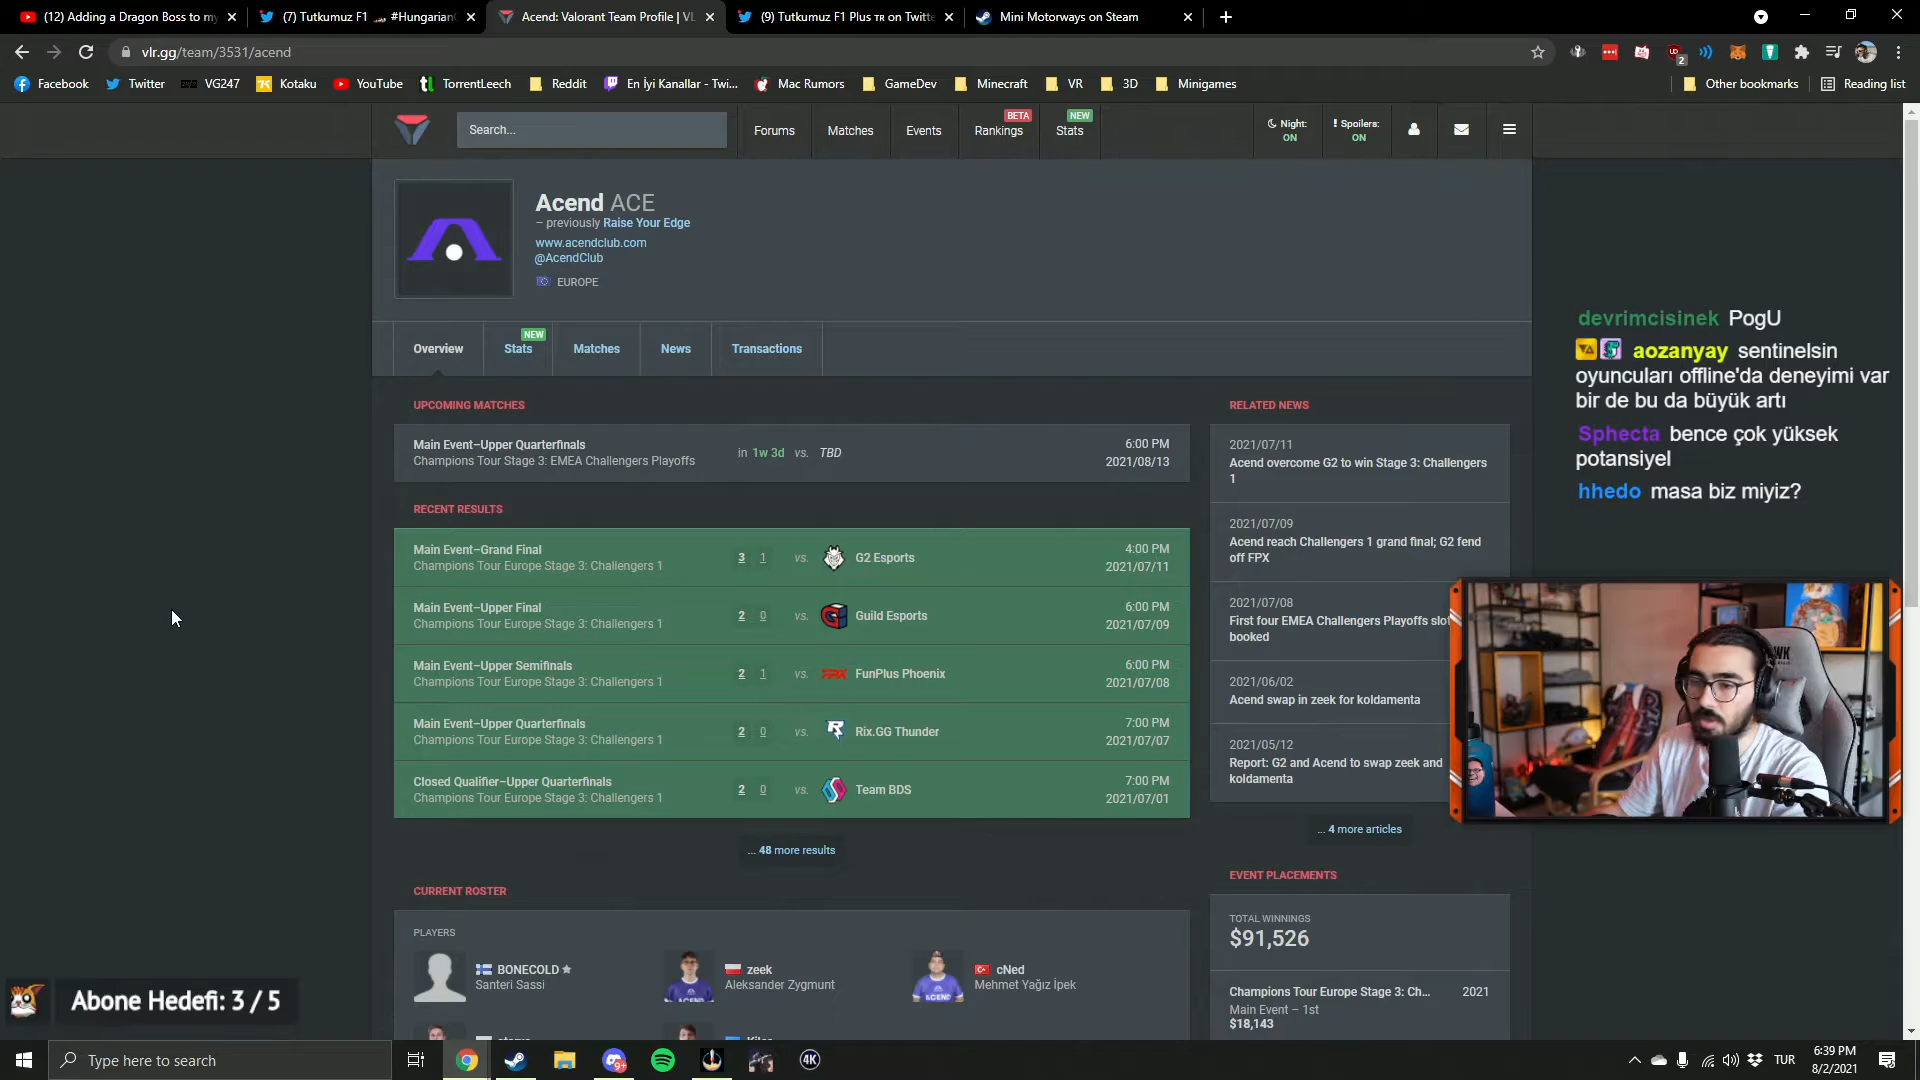 (12) Adding a Dragon Boss to my
(7) Tutkumuz F1 🏎 #HungarianG
Acend: Valorant Team Profile | VL
(9) Tutkumuz F1 Plus TR on Twitte
Mini Motorways on Steam
vlr.gg/team/3531/acend
2
Facebook
Twitter
VG247
Kotaku
YouTube
TorrentLeech
Reddit
En İyi Kanallar - Twi...
Mac Rumors
GameDev
Minecraft
VR
3D
Minigames
Other bookmarks
Reading list
Search...
Forums
Matches
Events
BETA
Rankings
NEW
Stats
Night:
ON
! Spoilers:
ON
Acend ACE
– previously Raise Your Edge
www.acendclub.com
@AcendClub
EUROPE
Overview
NEW
Stats
Matches
News
Transactions
UPCOMING MATCHES
Main Event–Upper Quarterfinals
Champions Tour Stage 3: EMEA Challengers Playoffs
in 1w 3d vs. TBD
6:00 PM
2021/08/13
RECENT RESULTS
Main Event–Grand Final
Champions Tour Europe Stage 3: Challengers 1
3 1 vs. G2 Esports
4:00 PM
2021/07/11
Main Event–Upper Final
Champions Tour Europe Stage 3: Challengers 1
2 0 vs. Guild Esports
6:00 PM
2021/07/09
Main Event–Upper Semifinals
Champions Tour Europe Stage 3: Challengers 1
2 1 vs. FunPlus Phoenix
6:00 PM
2021/07/08
Main Event–Upper Quarterfinals
Champions Tour Europe Stage 3: Challengers 1
2 0 vs. Rix.GG Thunder
7:00 PM
2021/07/07
Closed Qualifier–Upper Quarterfinals
Champions Tour Europe Stage 3: Challengers 1
2 0 vs. Team BDS
7:00 PM
2021/07/01
... 48 more results
CURRENT ROSTER
PLAYERS
BONECOLD ★
Santeri Sassi
zeek
Aleksander Zygmunt
cNed
Mehmet Yağız İpek
RELATED NEWS
2021/07/11
Acend overcome G2 to win Stage 3: Challengers
1
2021/07/09
Acend reach Challengers 1 grand final; G2 fend
off FPX
2021/07/08
First four EMEA Challengers Playoffs slot
booked
2021/06/02
Acend swap in zeek for koldamenta
2021/05/12
Report: G2 and Acend to swap zeek and
koldamenta
... 4 more articles
EVENT PLACEMENTS
TOTAL WINNINGS
$91,526
Champions Tour Europe Stage 3: Ch...
2021
Main Event – 1st
$18,143
devrimcisinek PogU
aozanyay sentinelsin
oyuncuları offline'da deneyimi var
bir de bu da büyük artı
Sphecta bence çok yüksek
potansiyel
hhedo masa biz miyiz?
Abone Hedefi: 3 / 5
Type here to search
9+
4K
TUR
6:39 PM
8/2/2021